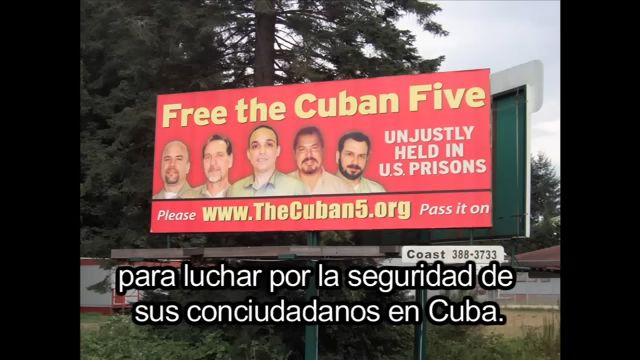 Free the Cuban Five
UNJUSTLY
HELD IN
U.S. PRISONS
Please www.TheCuban5.org Pass it on
Coast 388-3733
para luchar por la seguridad de
sus conciudadanos en Cuba.